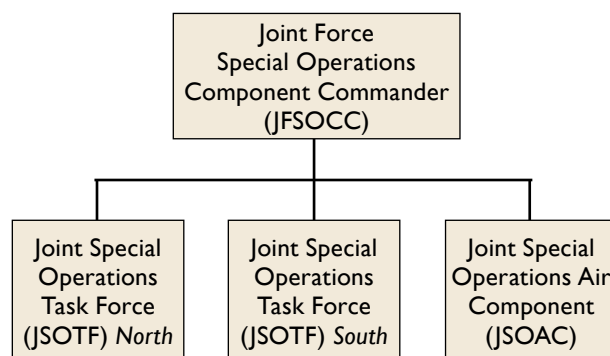 Joint Force
Special Operations
Component Commander
(JFSOCC)
Joint Special
Operations
Task Force
(JSOTF) North
Joint Special
Operations
Task Force
(JSOTF) South
Joint Special
Operations Air
Component
(JSOAC)